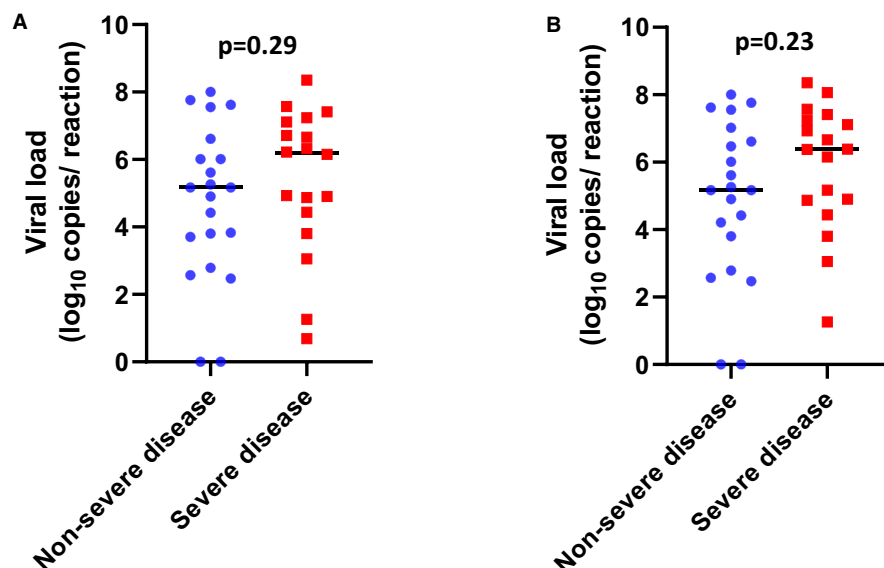 A
p=0.29
Viral load
(log10 copies/ reaction)
10
8
6
4
2
0
Non-severe disease
Severe disease
B
p=0.23
Viral load
(log10 copies/ reaction)
10
8
6
4
2
0
Non-severe disease
Severe disease